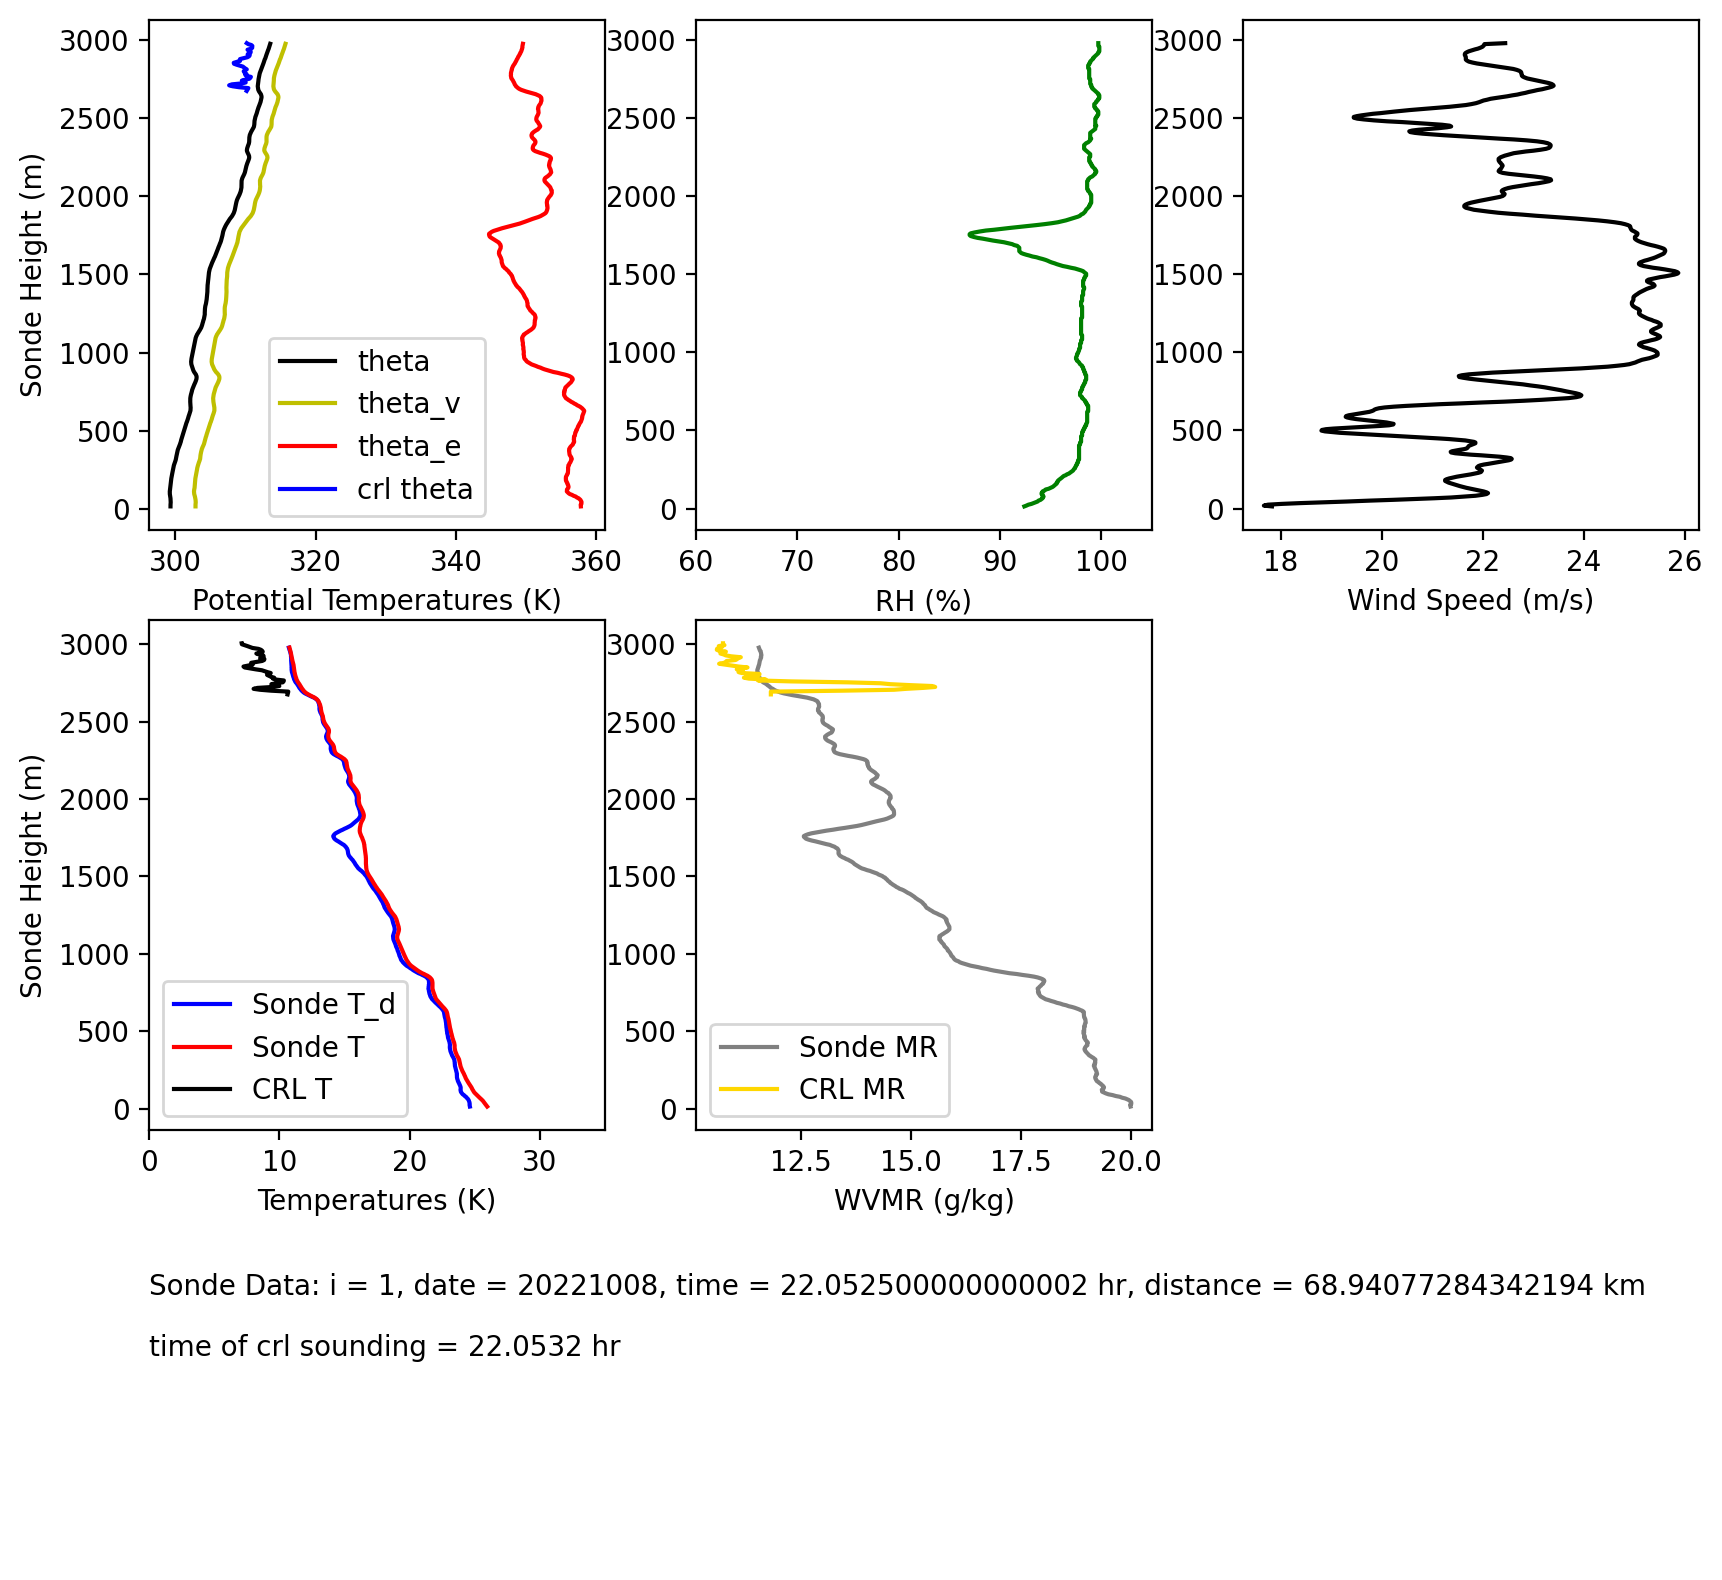 3000
2500
2000
1500
1000
500
0
Sonde Height (m)
theta
theta_v
theta_e
crl theta
300 320 340 360
Potential Temperatures (K)
3000
2500
2000
1500
1000
500
0
60 70 80 90 100
RH (%)
3000
2500
2000
1500
1000
500
0
18 20 22 24 26
Wind Speed (m/s)
3000
2500
2000
1500
1000
500
0
Sonde Height (m)
Sonde T_d
Sonde T
CRL T
0 10 20 30
Temperatures (K)
3000
2500
2000
1500
1000
500
0
Sonde MR
CRL MR
12.5 15.0 17.5 20.0
WVMR (g/kg)
Sonde Data: i = 1, date = 20221008, time = 22.052500000000002 hr, distance = 68.94077284342194 km
time of crl sounding = 22.0532 hr